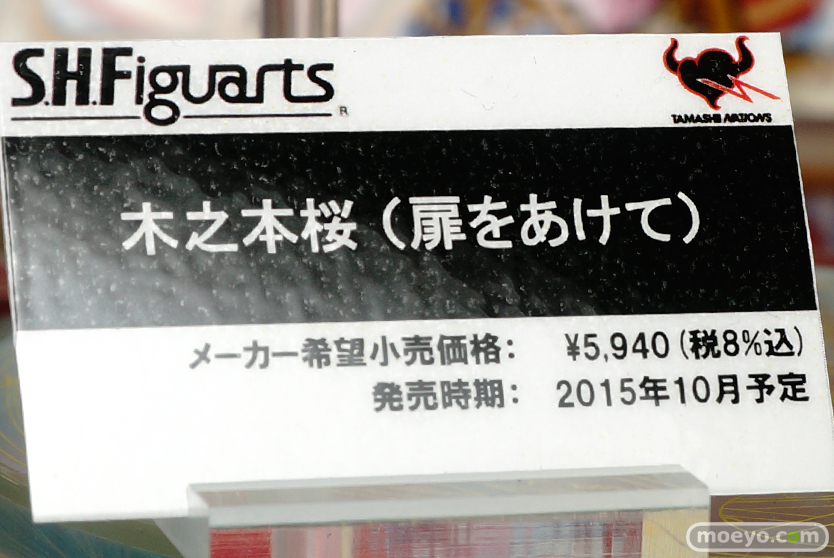 S.H.Figuarts ®
TAMASHII NATIONS
木之本桜（扉をあけて）
メーカー希望小売価格： ¥5,940（税8%込）
発売時期： 2015年10月予定
moeyo.com